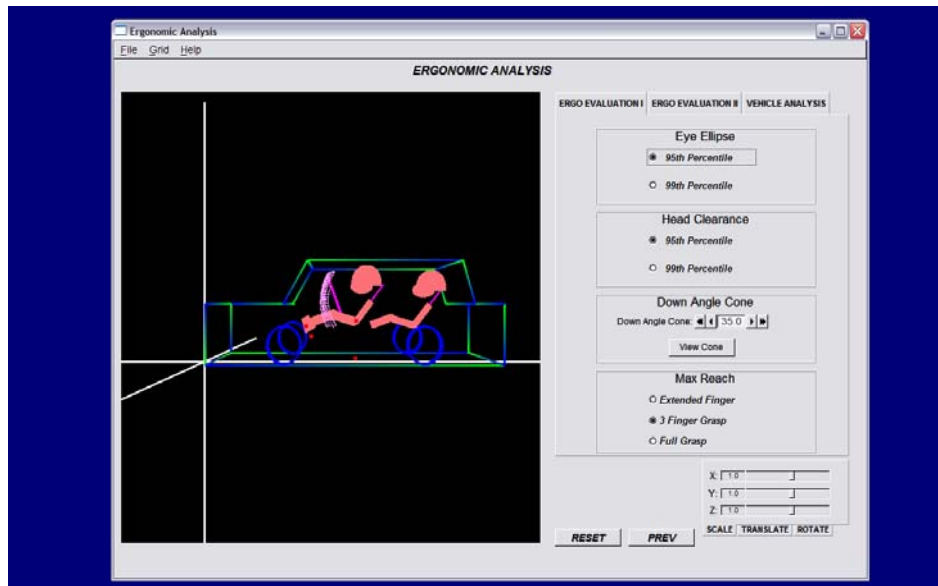 Ergonomic Analysis
File Grid Help
ERGONOMIC ANALYSIS
ERGO EVALUATION I ERGO EVALUATION II VEHICLE ANALYSIS
Eye Ellipse
95th Percentile
99th Percentile
Head Clearance
95th Percentile
99th Percentile
Down Angle Cone
Down Angle Cone: 35.0
View Cone
Max Reach
Extended Finger
3 Finger Grasp
Full Grasp
X: 1.0
Y: 1.0
Z: 1.0
SCALE TRANSLATE ROTATE
RESET PREV